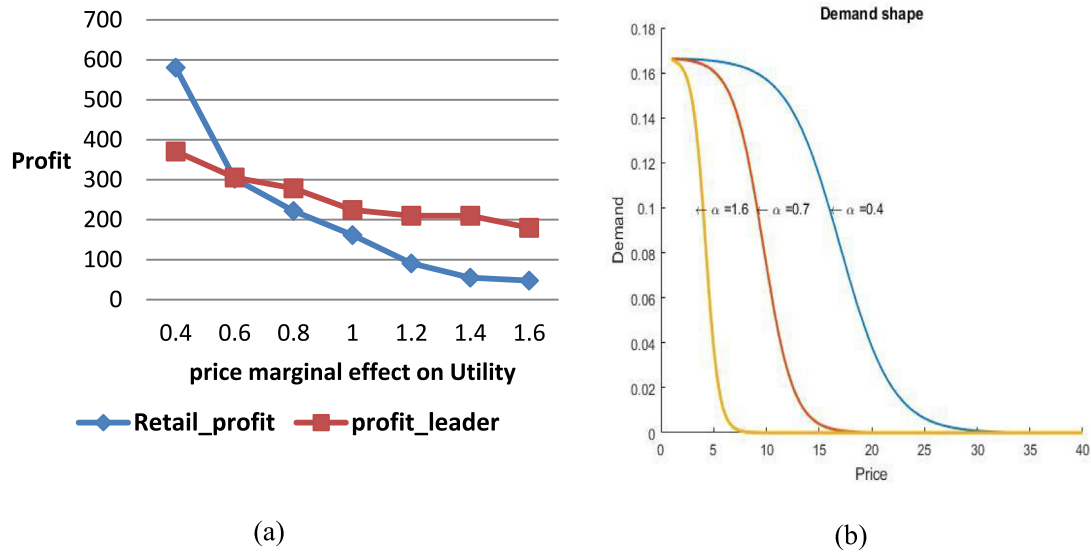 700
600
500
400
300
200
100
0
Profit
0.4 0.6 0.8 1 1.2 1.4 1.6
price marginal effect on Utility
Retail_profit profit_leader
(a)
Demand shape
0.18
0.16
0.14
0.12
0.1
0.08
0.06
0.04
0.02
0
Demand
← α =1.6 ← α =0.7 ← α =0.4
0 5 10 15 20 25 30 35 40
Price
(b)